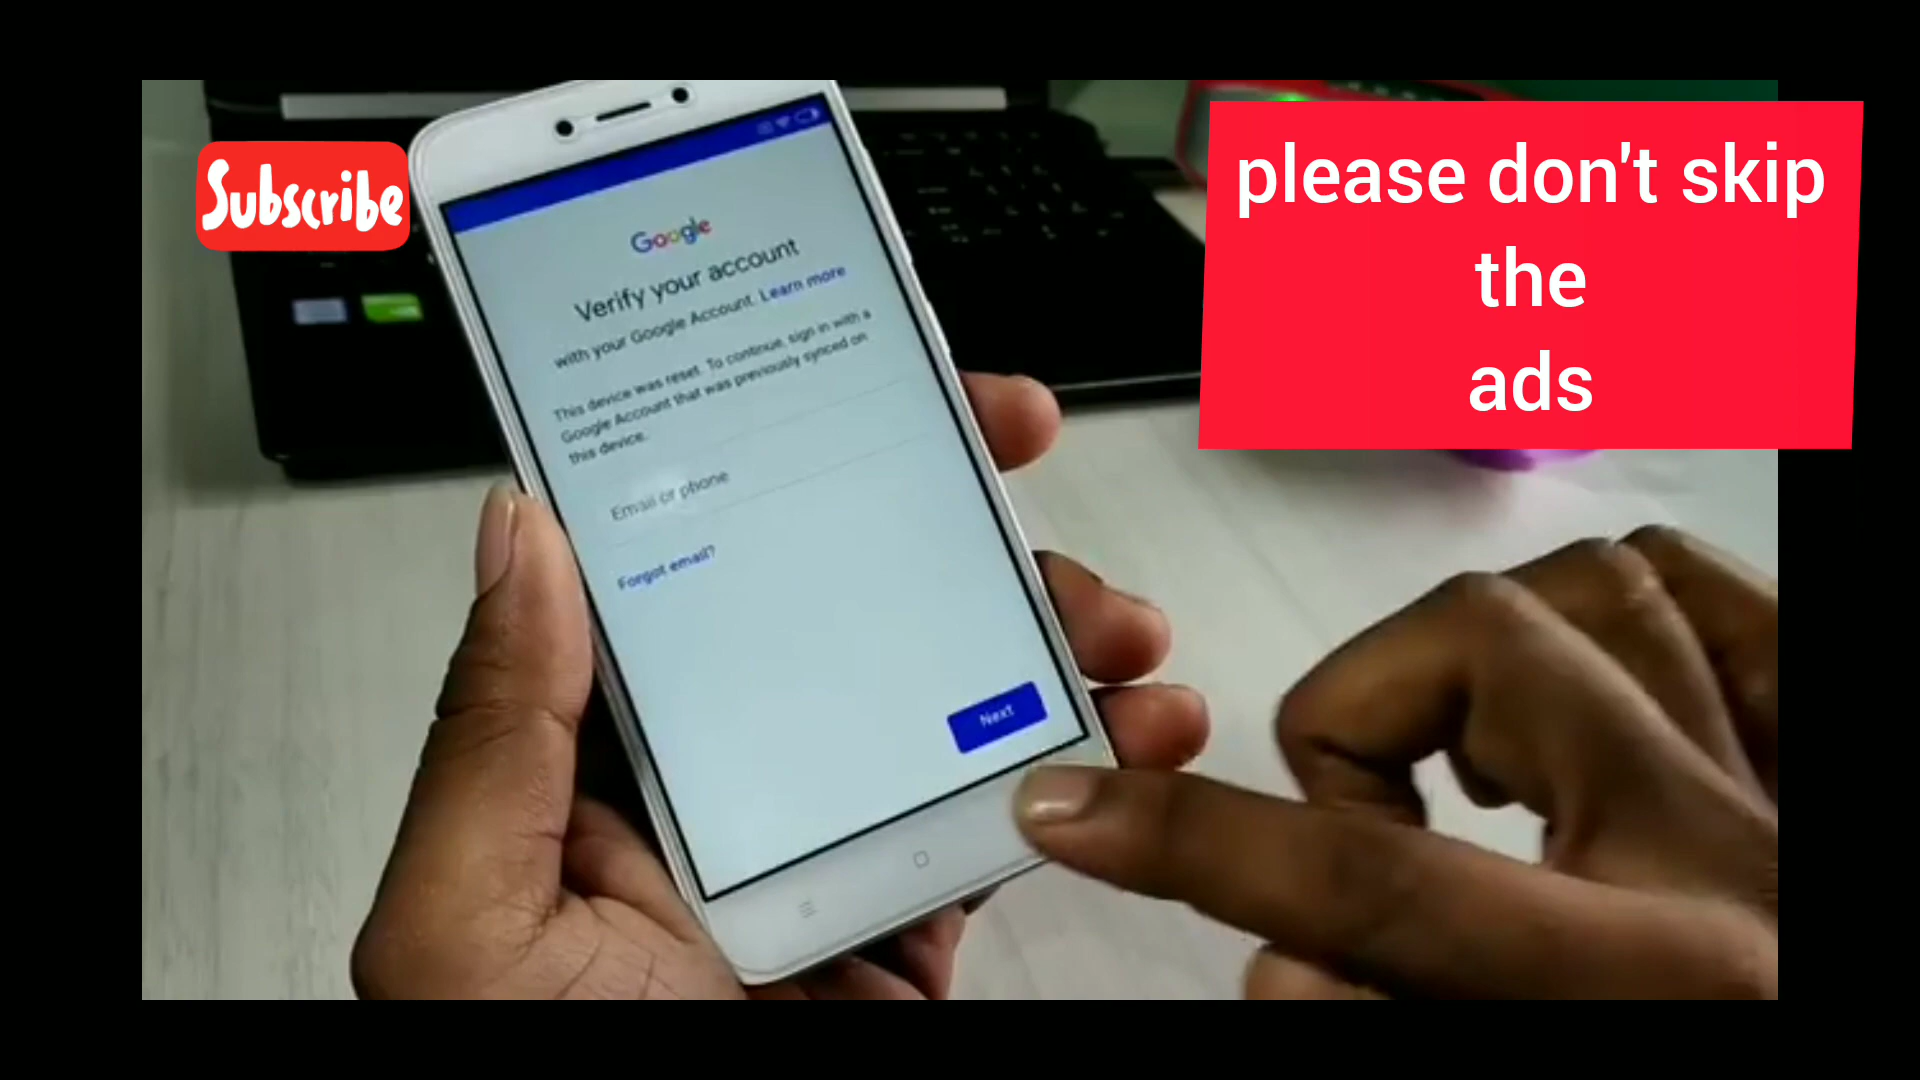 Subscribe
please don't skip
the
ads
Google
Verify your account
with your Google Account. Learn more
This device was reset. To continue, sign in with a
Google Account that was previously synced on
this device.
Email or phone
Forgot email?
Next